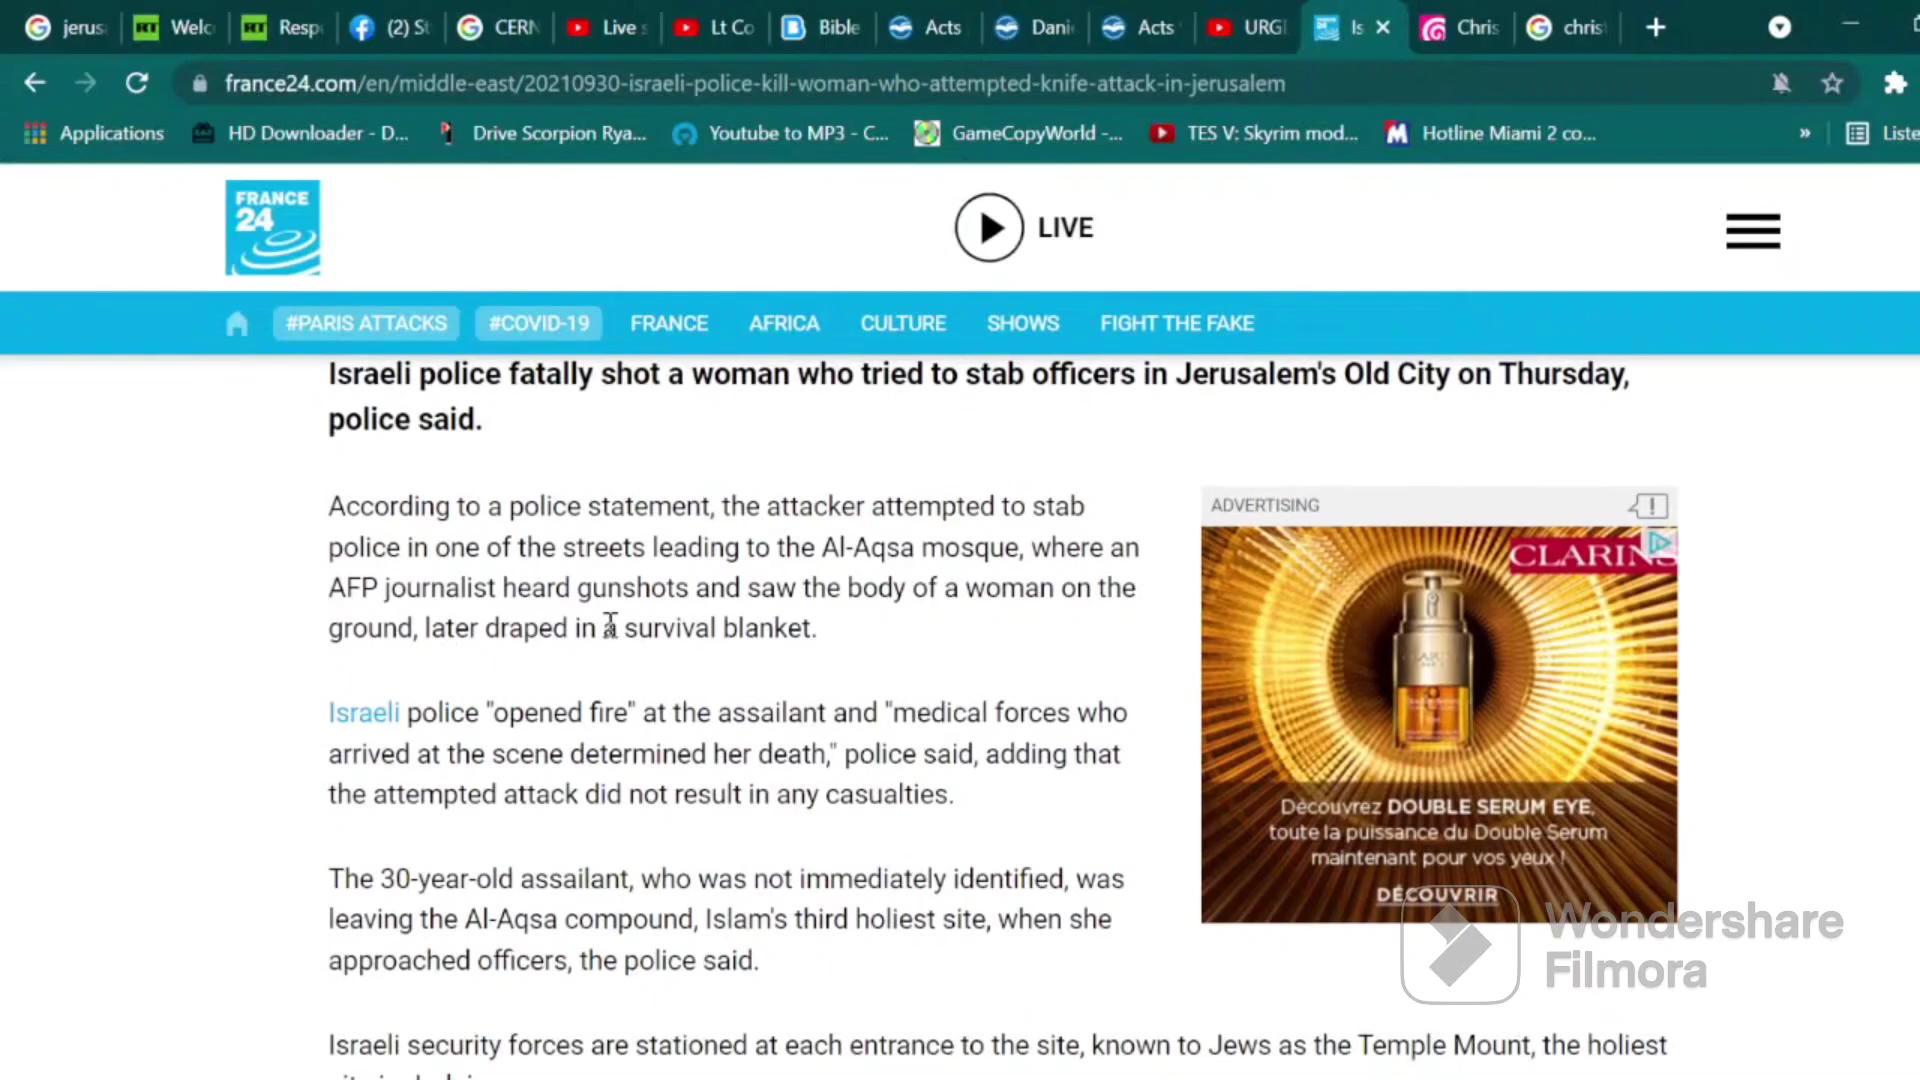 jerus
Welc
Resp
(2) St
CERN
Live s
Lt Co
Bible
Acts
Dani
Acts
URGE
Is
Chris
chris
france24.com/en/middle-east/20210930-israeli-police-kill-woman-who-attempted-knife-attack-in-jerusalem
Applications
HD Downloader - D...
Drive Scorpion Rya...
Youtube to MP3 - C...
GameCopyWorld -...
TES V: Skyrim mod...
Hotline Miami 2 co...
»
Liste
FRANCE
24
LIVE
#PARIS ATTACKS
#COVID-19
FRANCE
AFRICA
CULTURE
SHOWS
FIGHT THE FAKE
Israeli police fatally shot a woman who tried to stab officers in Jerusalem's Old City on Thursday,
police said.
According to a police statement, the attacker attempted to stab
police in one of the streets leading to the Al-Aqsa mosque, where an
AFP journalist heard gunshots and saw the body of a woman on the
ground, later draped in a survival blanket.
Israeli police "opened fire" at the assailant and "medical forces who
arrived at the scene determined her death," police said, adding that
the attempted attack did not result in any casualties.
The 30-year-old assailant, who was not immediately identified, was
leaving the Al-Aqsa compound, Islam's third holiest site, when she
approached officers, the police said.
Israeli security forces are stationed at each entrance to the site, known to Jews as the Temple Mount, the holiest
ADVERTISING
CLARINS
Découvrez DOUBLE SERUM EYE,
toute la puissance du Double Serum
maintenant pour vos yeux !
DÉCOUVRIR
Wondershare
Filmora